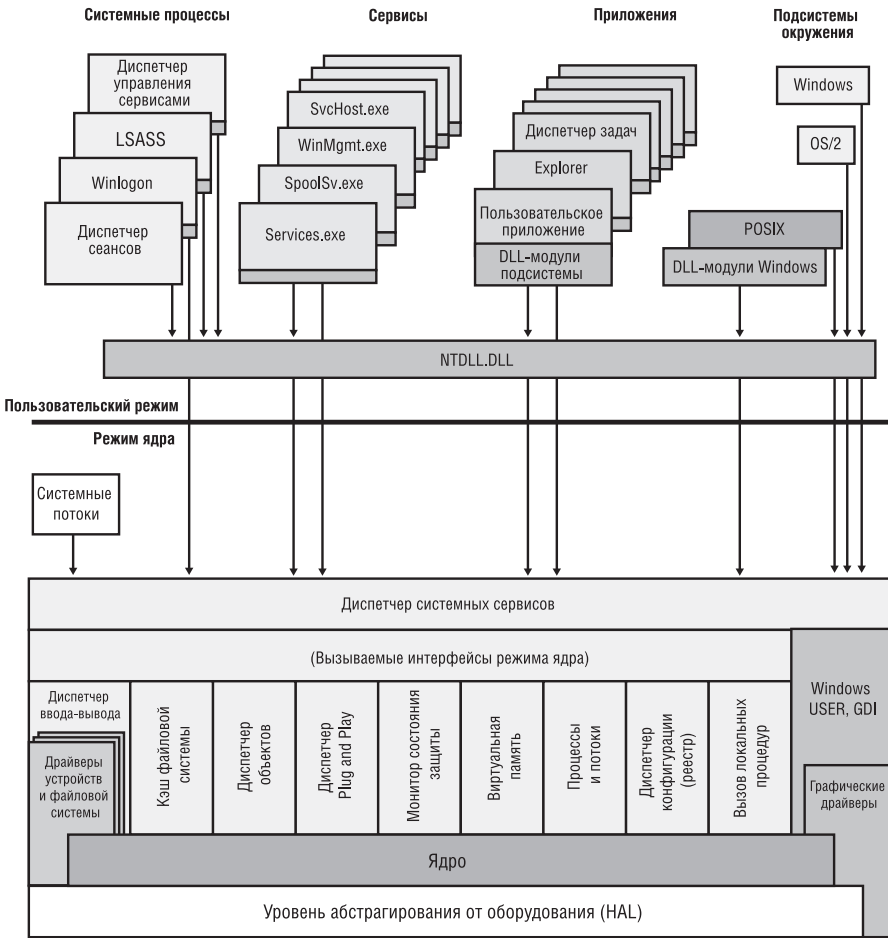 Системные процессы
Сервисы
Приложения
Подсистемы
окружения
Диспетчер
управления
сервисами
LSASS
Winlogon
Диспетчер
сеансов
SvcHost.exe
WinMgmt.exe
SpoolSv.exe
Services.exe
Диспетчер задач
Explorer
Пользовательское
приложение
DLL-модули
подсистемы
Windows
OS/2
POSIX
DLL-модули Windows
NTDLL.DLL
Пользовательский режим
Режим ядра
Системные
потоки
Диспетчер системных сервисов
(Вызываемые интерфейсы режима ядра)
Диспетчер
ввода-вывода
Драйверы
устройств
и файловой
системы
Кэш файловой
системы
Диспетчер
объектов
Диспетчер
Plug and Play
Монитор состояния
защиты
Виртуальная
память
Процессы
и потоки
Диспетчер
конфигурации
(реестр)
Вызов локальных
процедур
Windows
USER, GDI
Графические
драйверы
Ядро
Уровень абстрагирования от оборудования (HAL)